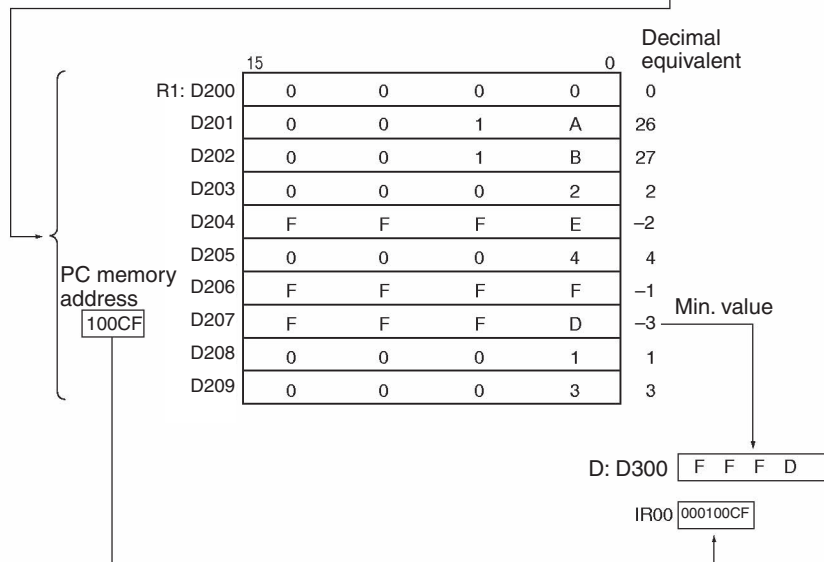 Decimal
equivalent
15 0
R1: D200 0 0 0 0 0
D201 0 0 1 A 26
D202 0 0 1 B 27
D203 0 0 0 2 2
D204 F F F E –2
D205 0 0 0 4 4
D206 F F F F –1
D207 F F F D –3
D208 0 0 0 1 1
D209 0 0 0 3 3
PC memory
address
100CF
Min. value
D: D300 F F F D
IR00 000100CF